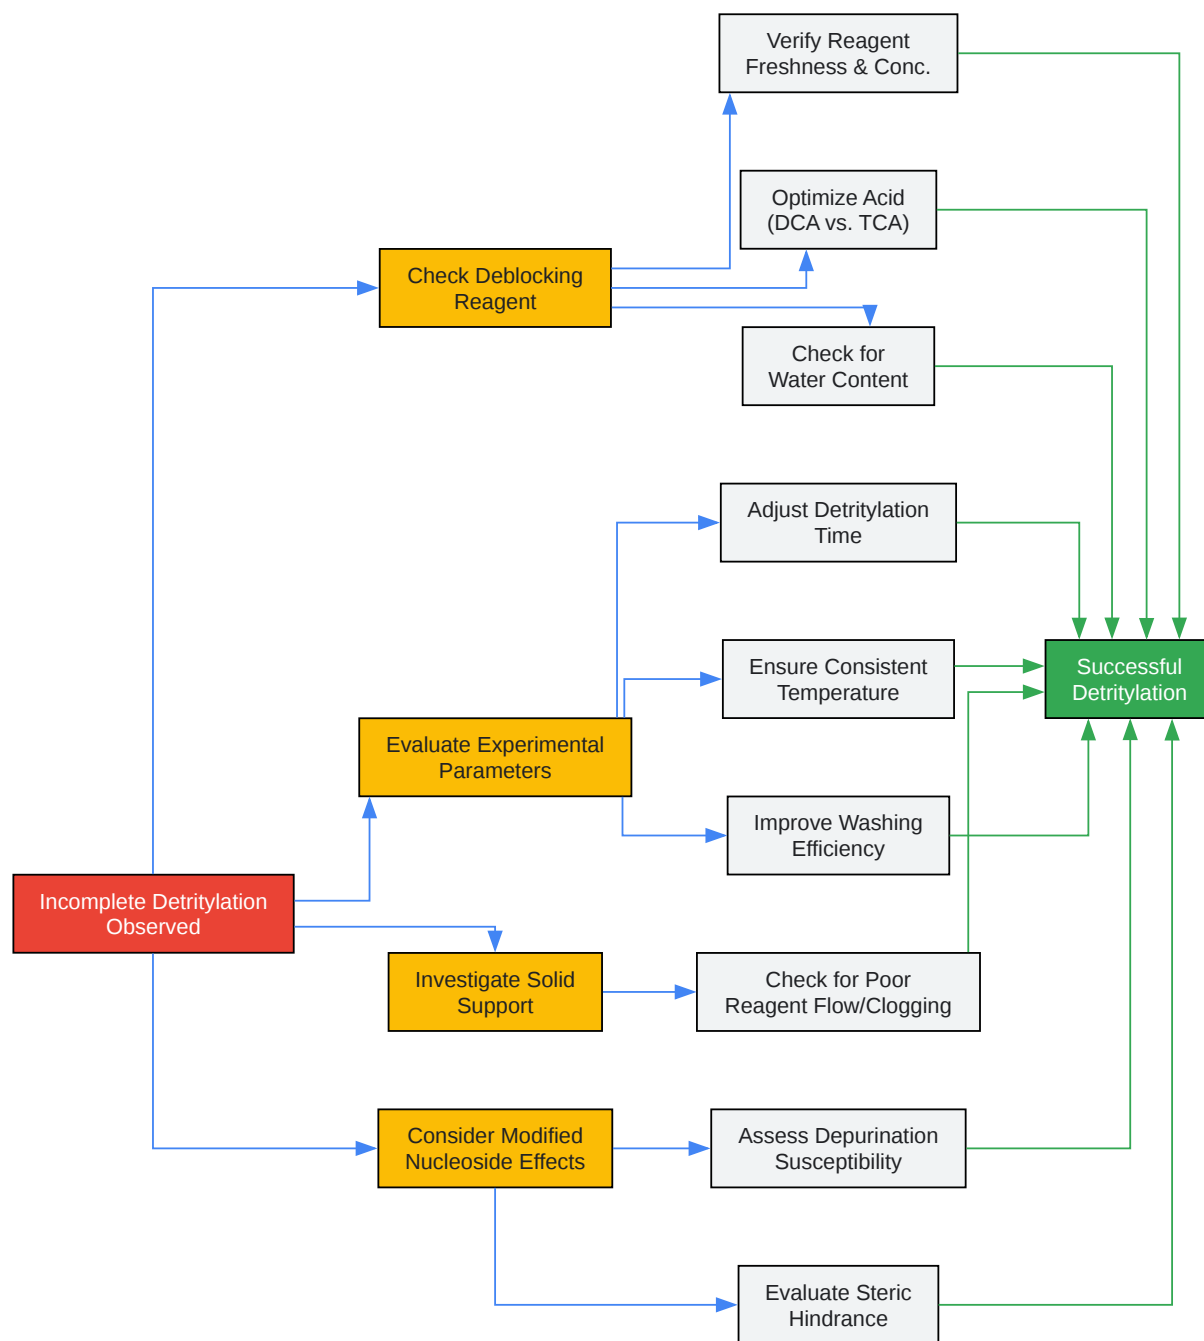 Verify Reagent
Freshness & Conc.
Optimize Acid
(DCA vs. TCA)
Check Deblocking
Reagent
Check for
Water Content
Adjust Detritylation
Time
Ensure Consistent
Temperature
Successful
Detritylation
Evaluate Experimental
Parameters
Improve Washing
Efficiency
Incomplete Detritylation
Observed
Investigate Solid
Support
Check for Poor
Reagent Flow/Clogging
Consider Modified
Nucleoside Effects
Assess Depurination
Susceptibility
Evaluate Steric
Hindrance